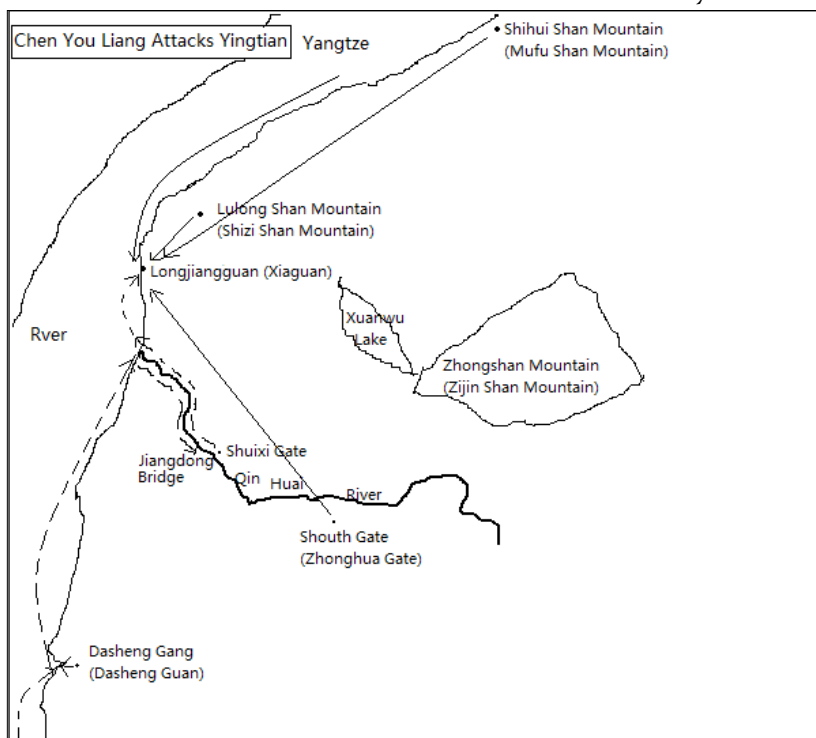 Chen You Liang Attacks Yingtian
Yangtze
Shihui Shan Mountain
(Mufu Shan Mountain)
Lulong Shan Mountain
(Shizi Shan Mountain)
Longjiangguan (Xiaguan)
Rver
Xuanwu
Lake
Zhongshan Mountain
(Zijin Shan Mountain)
Shuixi Gate
Jiangdong
Bridge
Qin Huai River
Shouth Gate
(Zhonghua Gate)
Dasheng Gang
(Dasheng Guan)